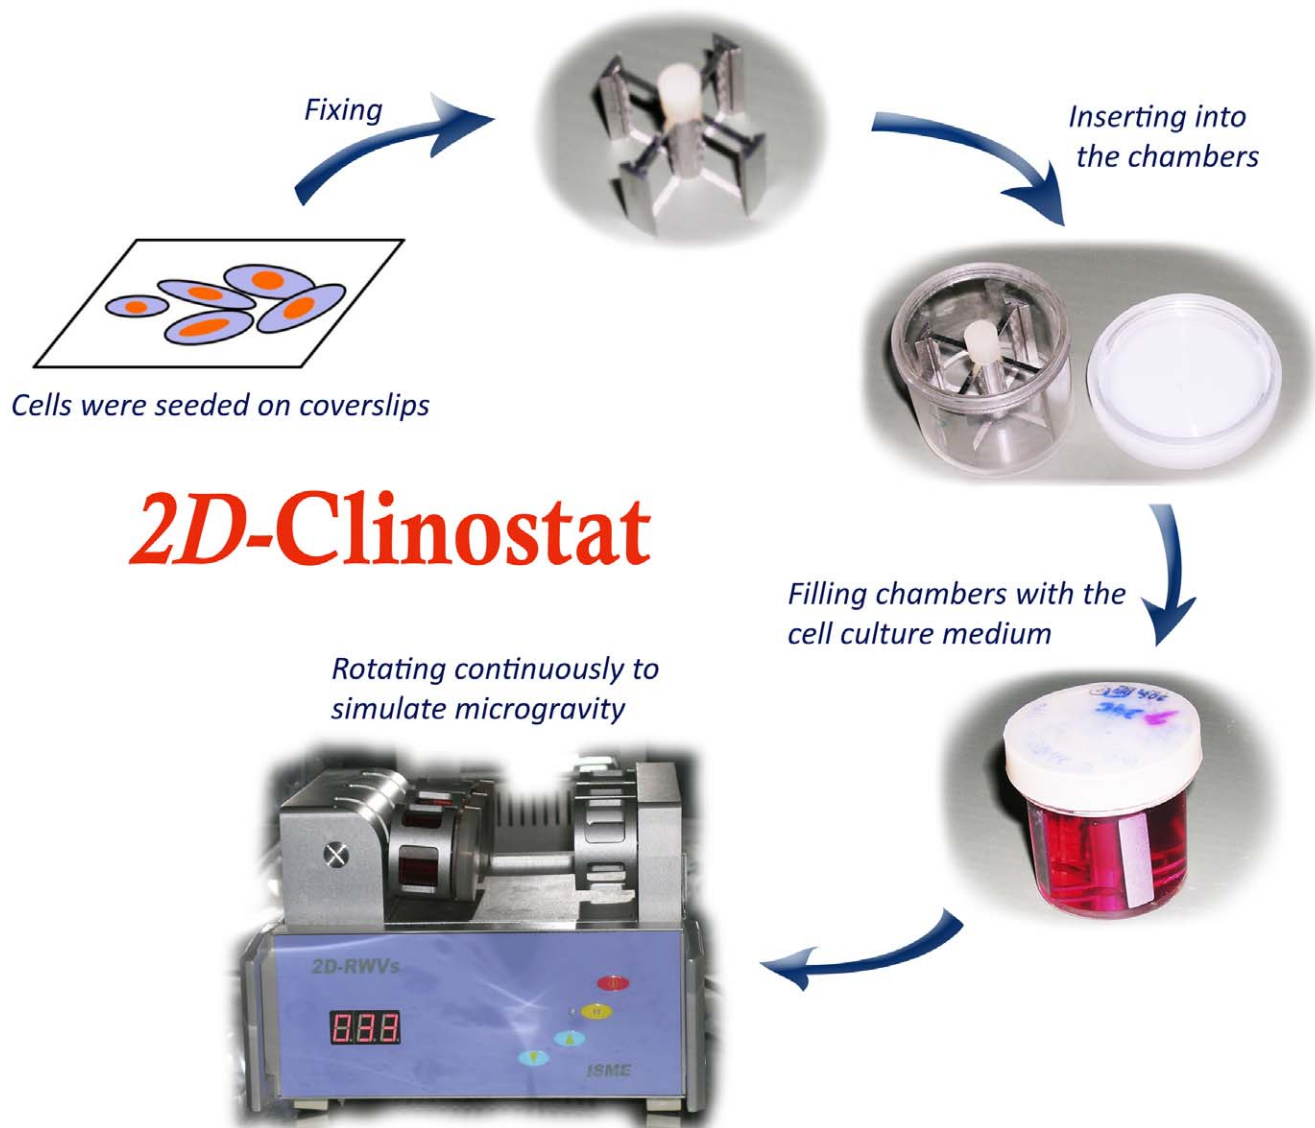 Fixing
Inserting into
the chambers
Cells were seeded on coverslips
2D-Clinostat
Filling chambers with the
cell culture medium
Rotating continuously to
simulate microgravity
2D-RWVs
033
ISME